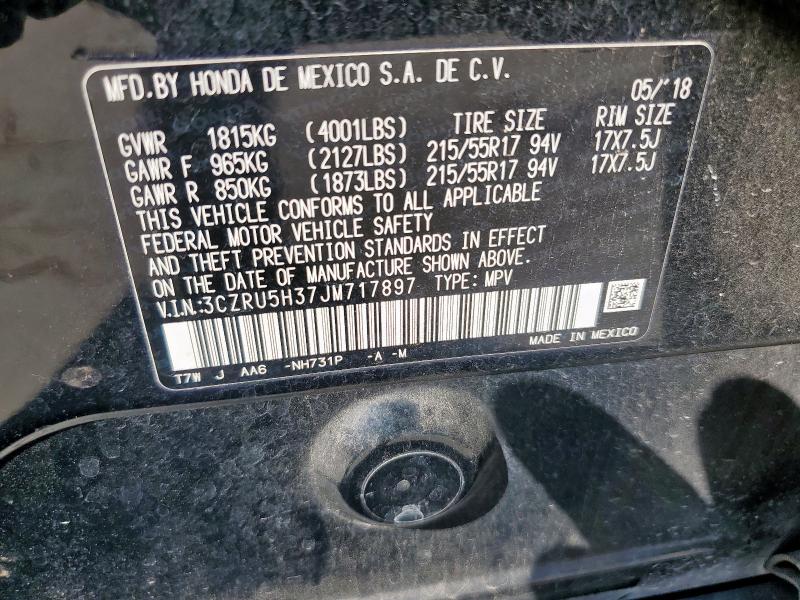 MFD.BY HONDA DE MEXICO S.A. DE C.V.
05/'18
GVWR 1815KG (4001LBS) TIRE SIZE RIM SIZE
GAWR F 965KG (2127LBS) 215/55R17 94V 17X7.5J
GAWR R 850KG (1873LBS) 215/55R17 94V 17X7.5J
THIS VEHICLE CONFORMS TO ALL APPLICABLE
FEDERAL MOTOR VEHICLE SAFETY
AND THEFT PREVENTION STANDARDS IN EFFECT
ON THE DATE OF MANUFACTURE SHOWN ABOVE.
V.I.N:3CZRU5H37JM717897 TYPE: MPV
MADE IN MEXICO
T7W J AA6 -NH731P -A -M